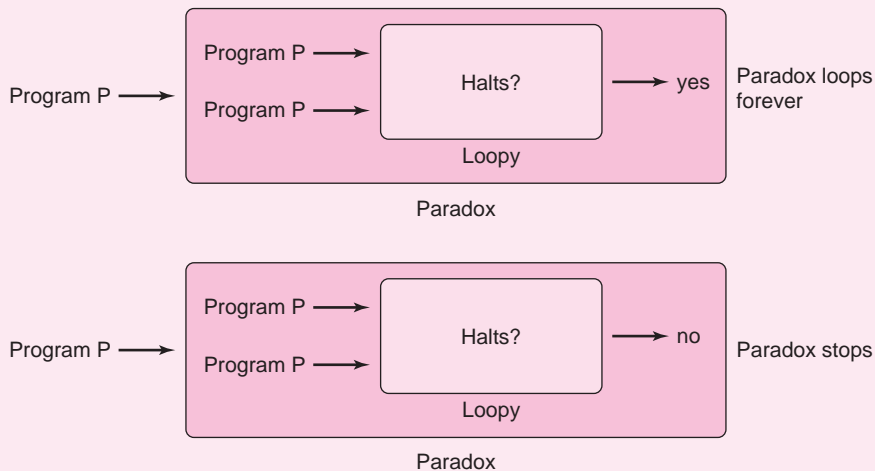 Program P
Program P
Halts?
yes
Paradox loops
forever
Program P
Program P
Loopy
Paradox
Program P
Halts?
no
Program P
Paradox stops
Program P
Loopy
Paradox